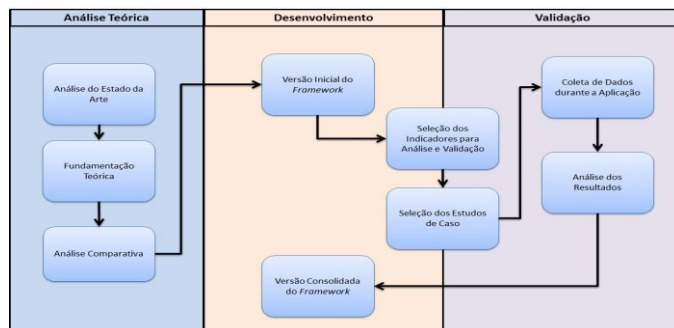 Análise Teórica
Desenvolvimento
Validação
Análise do Estado da
Arte
Fundamentação
Teórica
Análise Comparativa
Versão Inicial do
Framework
Seleção dos
Indicadores para
Análise e Validação
Seleção dos Estudos
de Caso
Versão Consolidada
do Framework
Coleta de Dados
durante a Aplicação
Análise dos
Resultados